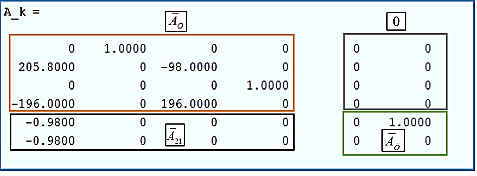 A_k =
Ā_O 0
0 1.0000 0 0 0 0
205.8000 0 -98.0000 0 0 0
0 0 0 1.0000 0 0
-196.0000 0 196.0000 0 0 0
-0.9800 0 0 0 0 1.0000
-0.9800 0 0 0 0 0
Ā_21 Ā_Ō